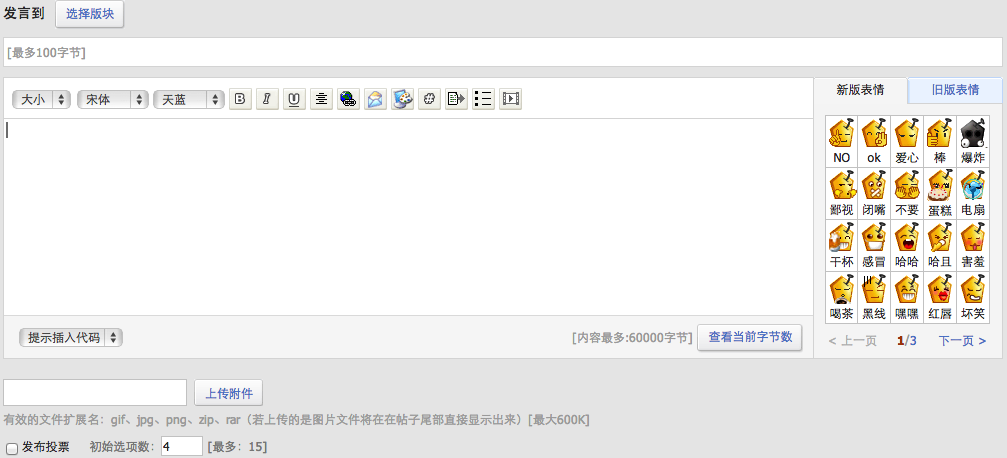 发言到 选择版块
[最多100字节]
大小 宋体 天蓝 B I U #
新版表情 旧版表情
NO ok 爱心 棒 爆炸
鄙视 闭嘴 不要 蛋糕 电扇
干杯 感冒 哈哈 哈且 害羞
喝茶 黑线 嘿嘿 红唇 坏笑
提示插入代码 [内容最多:60000字节] 查看当前字节数
< 上一页 1/3 下一页 >
上传附件
有效的文件扩展名：gif、jpg、png、zip、rar（若上传的是图片文件将在在帖子尾部直接显示出来）[最大600K]
发布投票 初始选项数： 4 [最多：15]